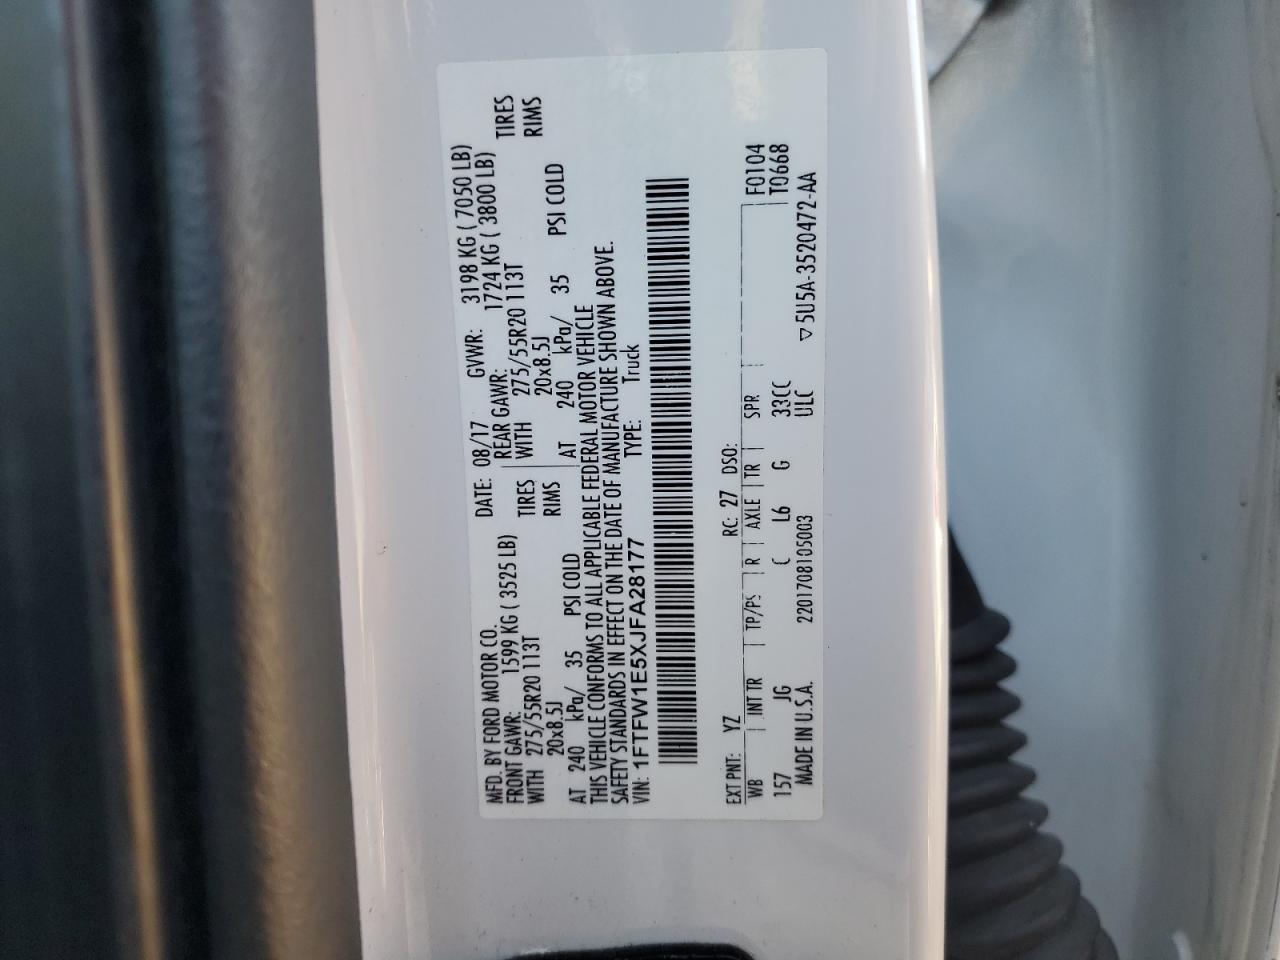 MFD. BY FORD MOTOR CO. DATE: 08/17 GVWR: 3198 KG ( 7050 LB)
FRONT GAWR: 1599 KG ( 3525 LB) REAR GAWR: 1724 KG ( 3800 LB)
WITH 275/55R20 113T TIRES WITH 275/55R20 113T TIRES
20x8.5J RIMS 20x8.5J RIMS
AT 240 kPa/ 35 PSI COLD AT 240 kPa/ 35 PSI COLD
THIS VEHICLE CONFORMS TO ALL APPLICABLE FEDERAL MOTOR VEHICLE
SAFETY STANDARDS IN EFFECT ON THE DATE OF MANUFACTURE SHOWN ABOVE.
VIN: 1FTFW1E5XJFA28177 TYPE: Truck
EXT PNT: YZ RC: 27 DSO: F0104
WB INT TR TP/PS R AXLE TR SPR T0668
157 JG C L6 G 33CC
MADE IN U.S.A. 2201708105003 ULC ▽ 5U5A-3520472-AA